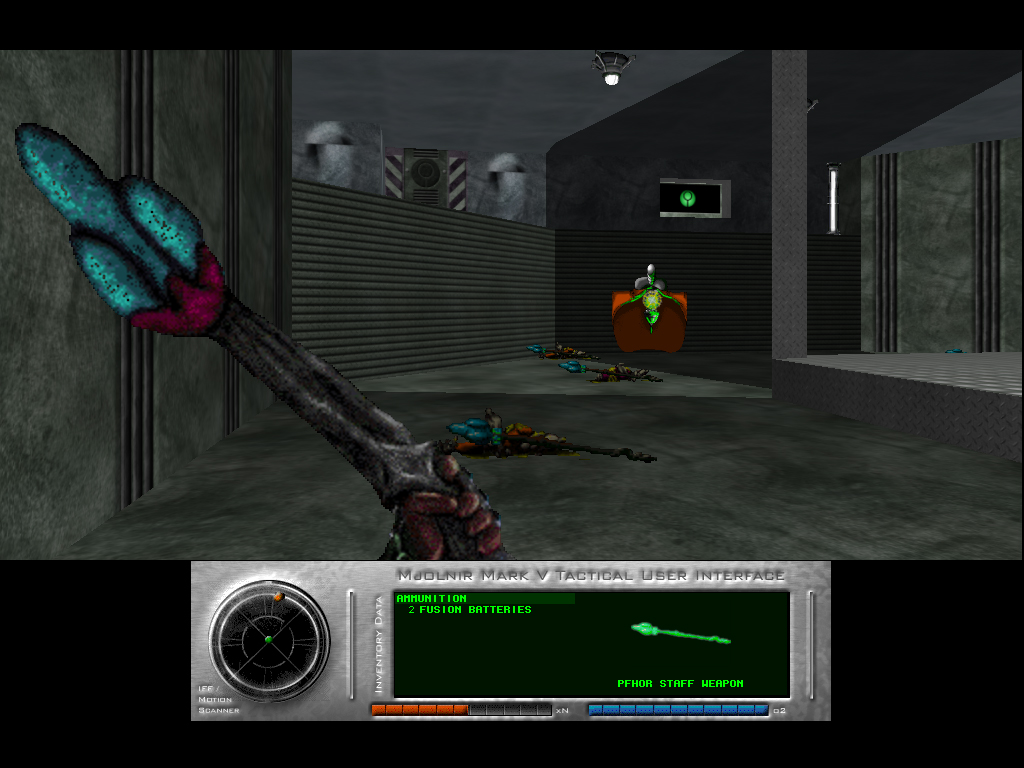 Mjolnir Mark V Tactical User Interface
Inventory Data
AMMUNITION
2 FUSION BATTERIES
PFHOR STAFF WEAPON
IFF /
Motion
Scanner
xN
o2